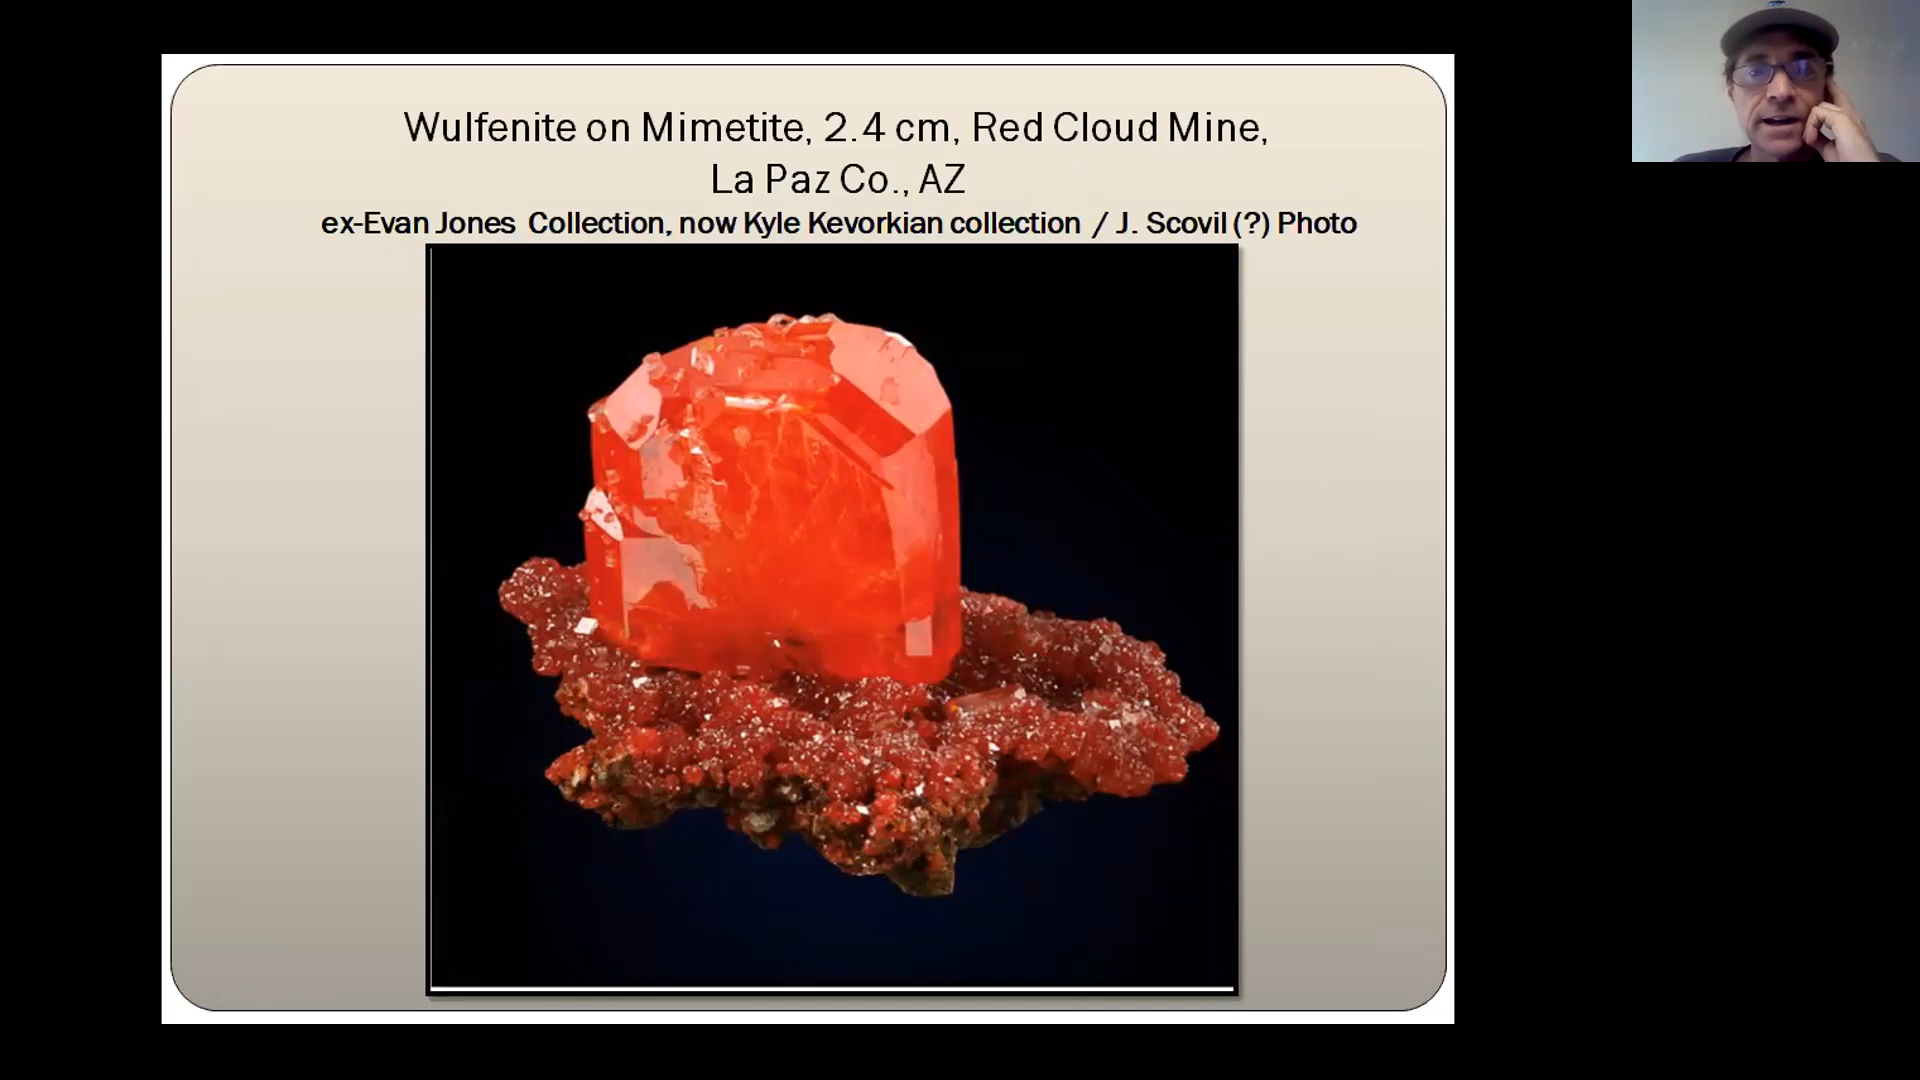 Wulfenite on Mimetite, 2.4 cm, Red Cloud Mine,
La Paz Co., AZ
ex-Evan Jones Collection, now Kyle Kevorkian collection / J. Scovil (?) Photo